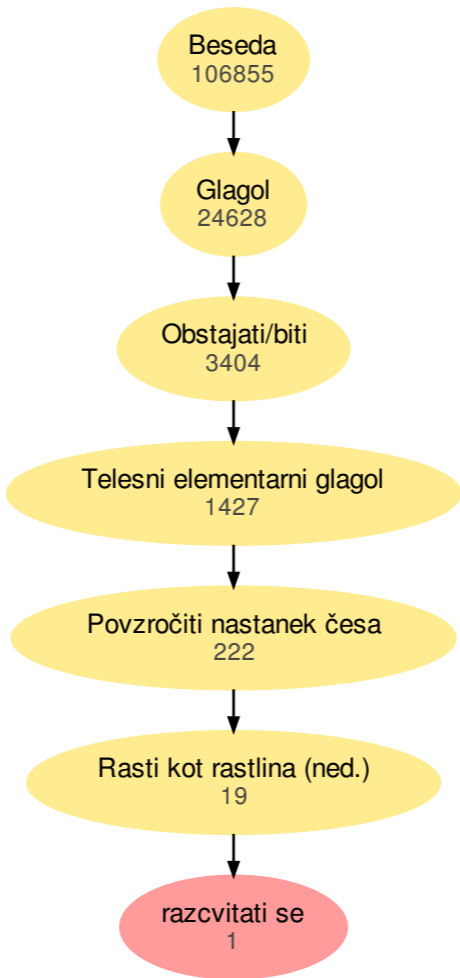 Beseda
106855
Glagol
24628
Obstajati/biti
3404
Telesni elementarni glagol
1427
Povzročiti nastanek česa
222
Rasti kot rastlina (ned.)
19
razcvitati se
1